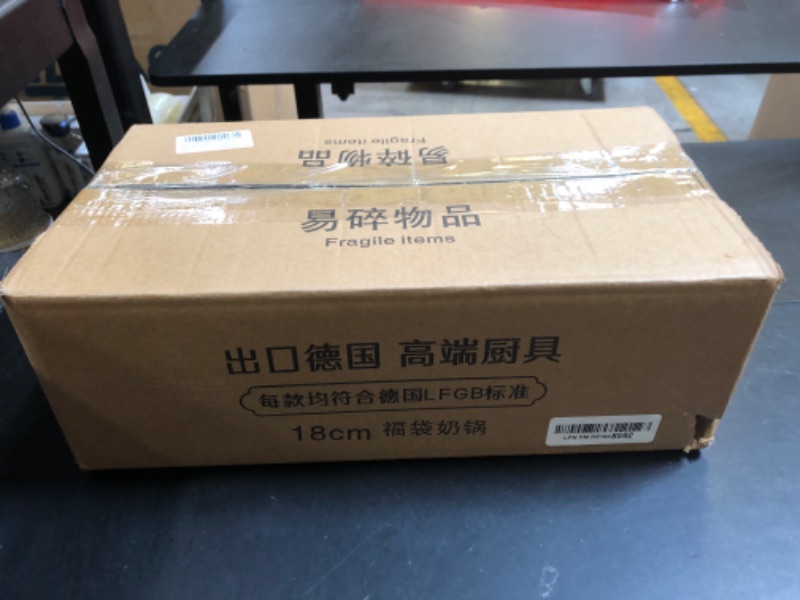 Fragile items
易碎物品
易碎物品
Fragile items
出口德国 高端厨具
每款均符合德国LFGB标准
18cm 福袋奶锅